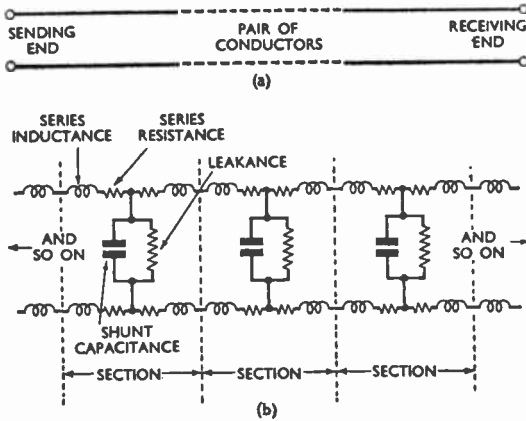 SENDING END
PAIR OF CONDUCTORS
RECEIVING END
(a)
SERIES INDUCTANCE
SERIES RESISTANCE
LEAKANCE
AND SO ON
AND SO ON
SHUNT CAPACITANCE
SECTION
SECTION
SECTION
(b)